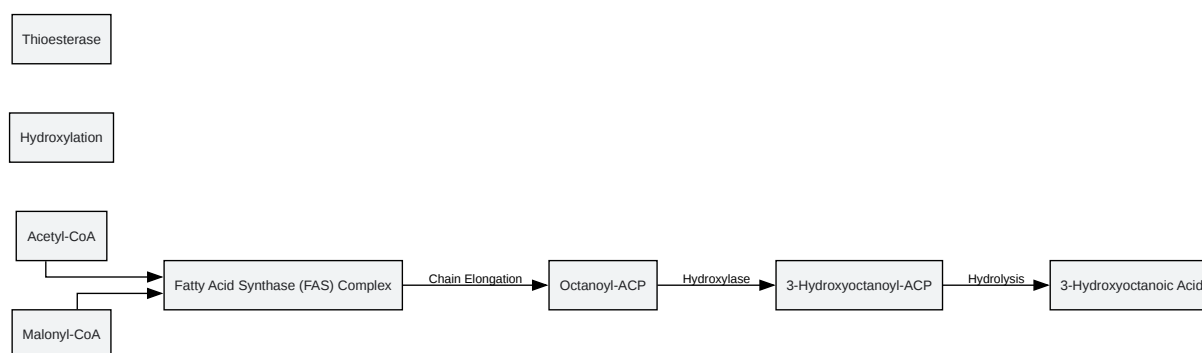 Thioesterase
Hydroxylation
Acetyl-CoA
Malonyl-CoA
Fatty Acid Synthase (FAS) Complex
Chain Elongation
Octanoyl-ACP
Hydroxylase
3-Hydroxyoctanoyl-ACP
Hydrolysis
3-Hydroxyoctanoic Acid